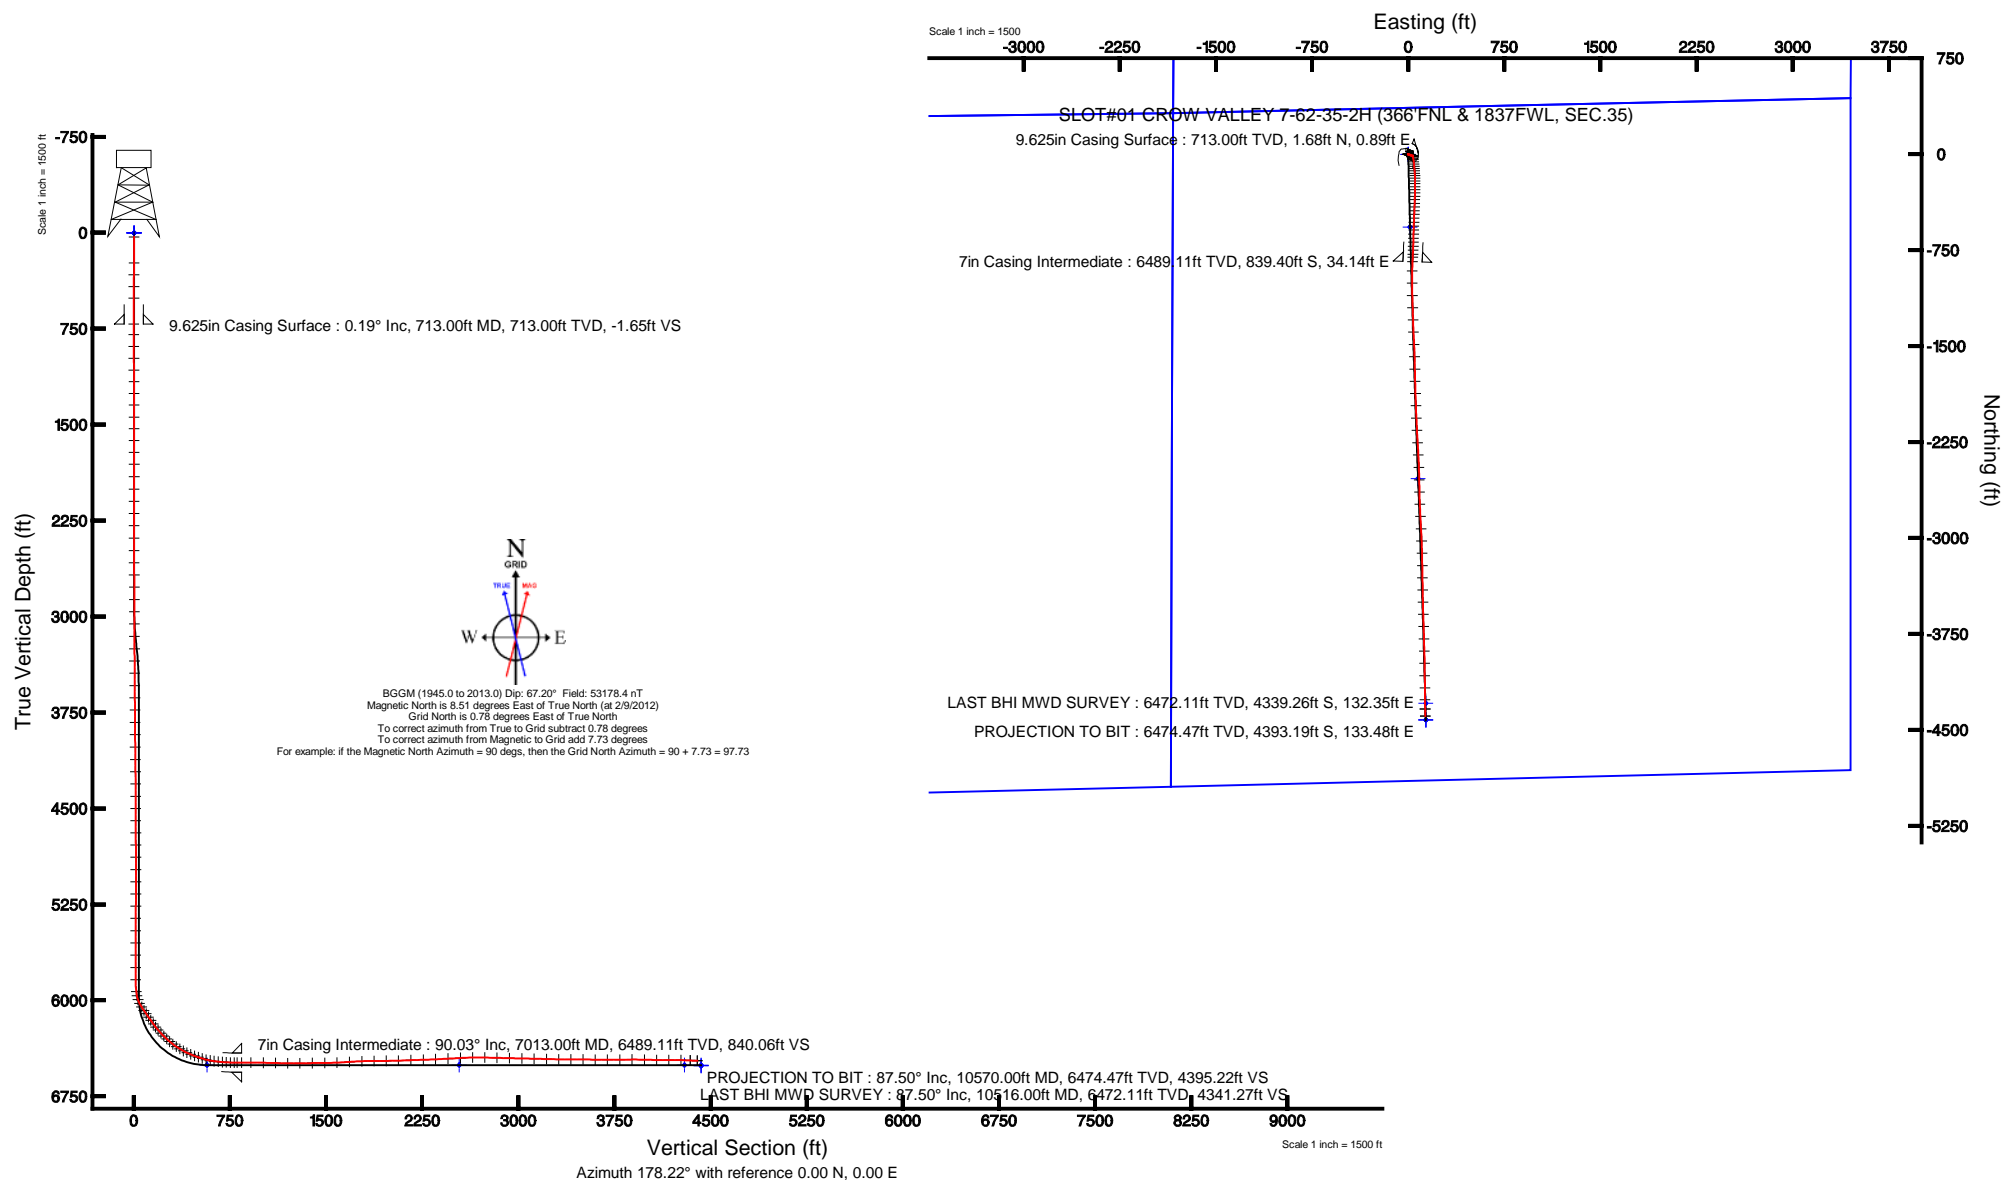 Scale 1 inch = 1500
Easting (ft)
-3000 -2250 -1500 -750 0 750 1500 2250 3000 3750
SLOT#01 CROW VALLEY 7-62-35-2H (366'FNL & 1837FWL, SEC.35)
9.625in Casing Surface : 713.00ft TVD, 1.68ft N, 0.89ft E
7in Casing Intermediate : 6489.11ft TVD, 839.40ft S, 34.14ft E
LAST BHI MWD SURVEY : 6472.11ft TVD, 4339.26ft S, 132.35ft E
PROJECTION TO BIT : 6474.47ft TVD, 4393.19ft S, 133.48ft E
750
0
-750
-1500
-2250
-3000
-3750
-4500
-5250
Northing (ft)
Scale 1 inch = 1500 ft
True Vertical Depth (ft)
-750
0
750
1500
2250
3000
3750
4500
5250
6000
6750
9.625in Casing Surface : 0.19° Inc, 713.00ft MD, 713.00ft TVD, -1.65ft VS
N
GRID
TRUE MAG
W E
BGGM (1945.0 to 2013.0) Dip: 67.20° Field: 53178.4 nT
Magnetic North is 8.51 degrees East of True North (at 2/9/2012)
Grid North is 0.78 degrees East of True North
To correct azimuth from True to Grid subtract 0.78 degrees
To correct azimuth from Magnetic to Grid add 7.73 degrees
For example: if the Magnetic North Azimuth = 90 degs, then the Grid North Azimuth = 90 + 7.73 = 97.73
7in Casing Intermediate : 90.03° Inc, 7013.00ft MD, 6489.11ft TVD, 840.06ft VS
PROJECTION TO BIT : 87.50° Inc, 10570.00ft MD, 6474.47ft TVD, 4395.22ft VS
LAST BHI MWD SURVEY : 87.50° Inc, 10516.00ft MD, 6472.11ft TVD, 4341.27ft VS
0 750 1500 2250 3000 3750 4500 5250 6000 6750 7500 8250 9000
Vertical Section (ft)
Scale 1 inch = 1500 ft
Azimuth 178.22° with reference 0.00 N, 0.00 E